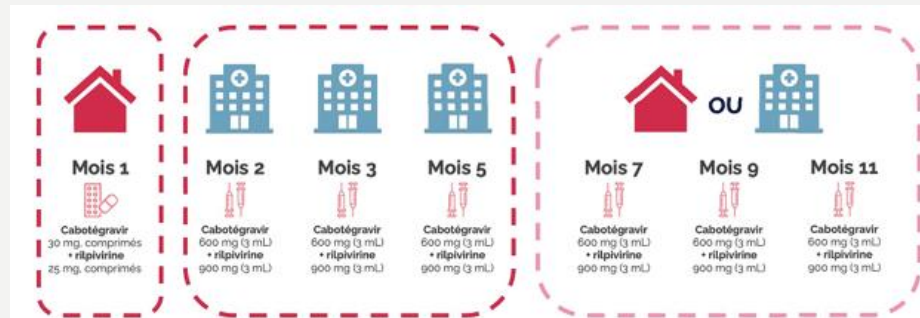 OU
Mois 1
Cabotégravir
30 mg, comprimés
+ rilpivirine
25 mg, comprimés
Mois 2
Cabotégravir
600 mg (3 mL)
+ rilpivirine
900 mg (3 mL)
Mois 3
Cabotégravir
600 mg (3 mL)
+ rilpivirine
900 mg (3 mL)
Mois 5
Cabotégravir
600 mg (3 mL)
+ rilpivirine
900 mg (3 mL)
Mois 7
Cabotégravir
600 mg (3 mL)
+ rilpivirine
900 mg (3 mL)
Mois 9
Cabotégravir
600 mg (3 mL)
+ rilpivirine
900 mg (3 mL)
Mois 11
Cabotégravir
600 mg (3 mL)
+ rilpivirine
900 mg (3 mL)